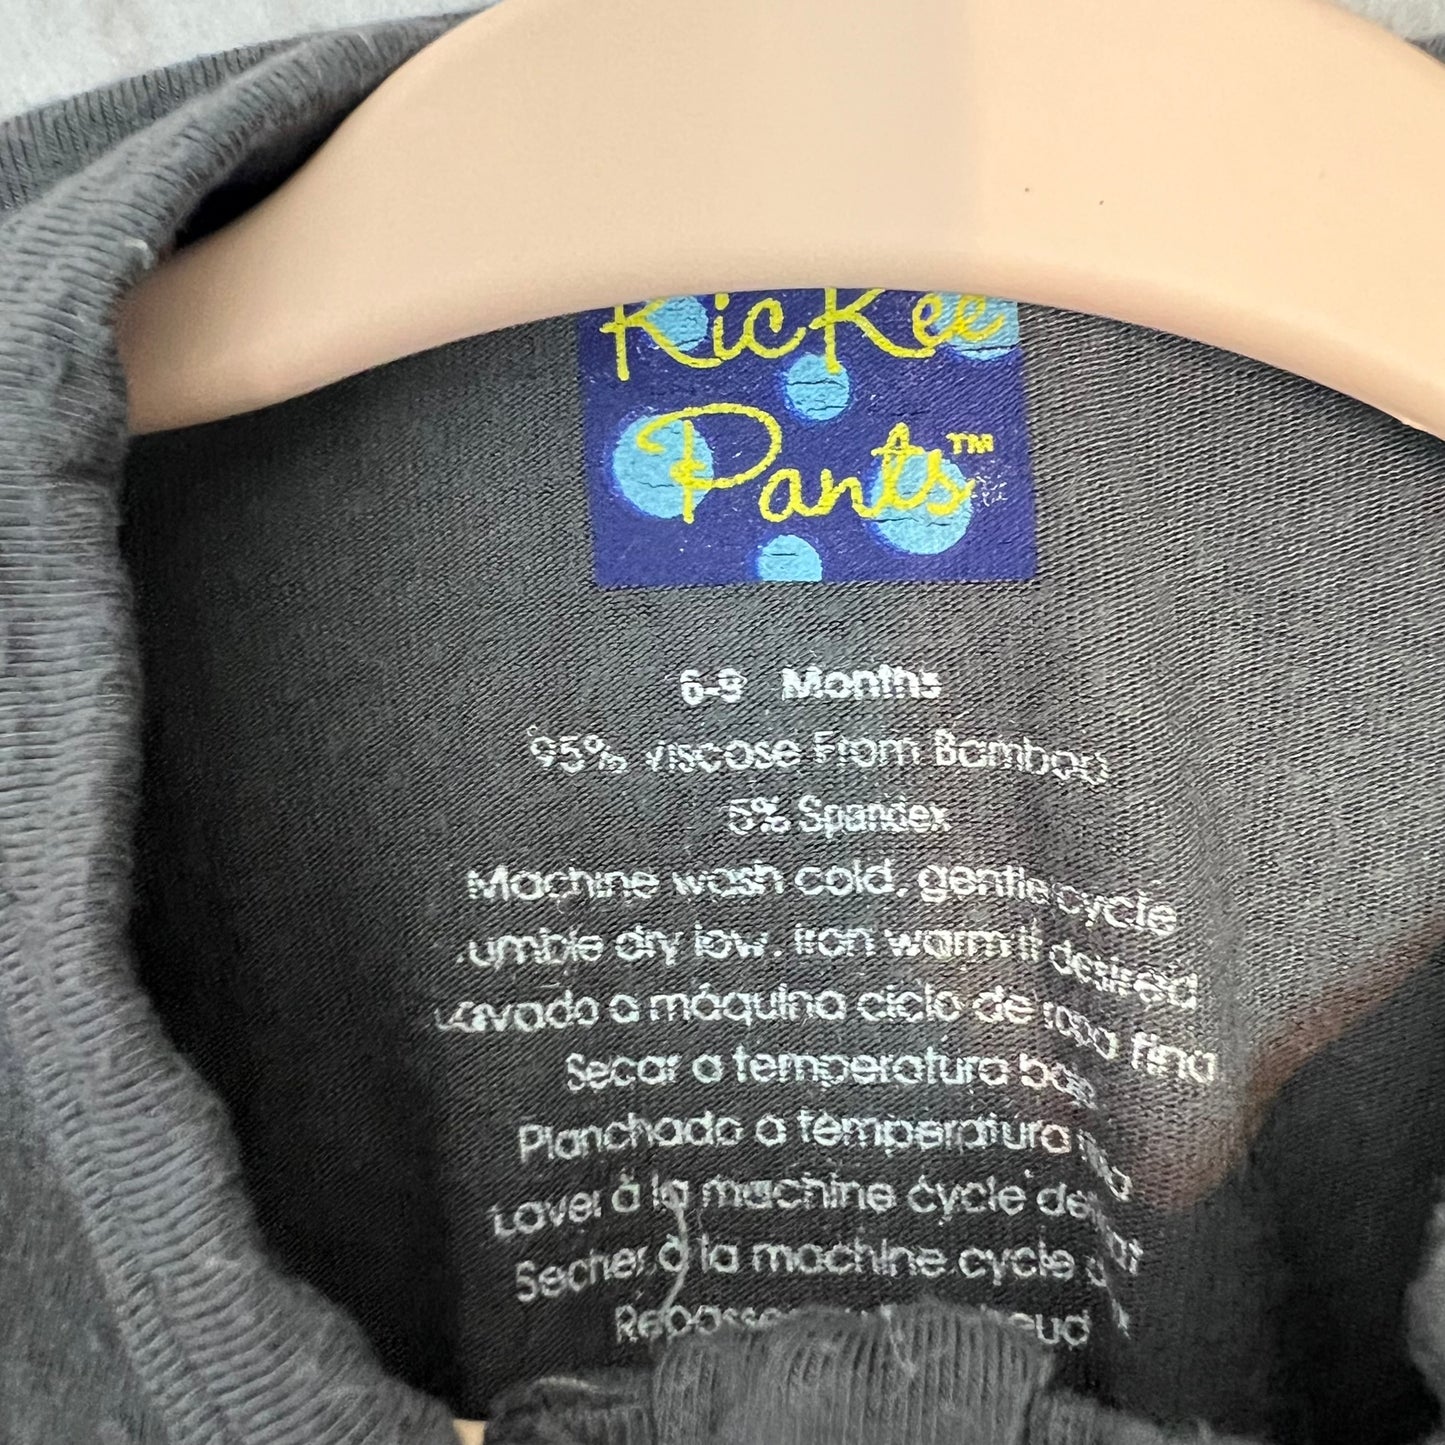 KicKee
Pants™
6-9 Months
95% Viscose From Bamboo
5% Spandex
Machine wash cold, gentle cycle
umble dry low. Iron warm if desired
Lavado a máquina ciclo de ropa fina
Secar a temperatura baja
Planchado a temperatura
Laver à la machine cycle
Secher à la machine cycle